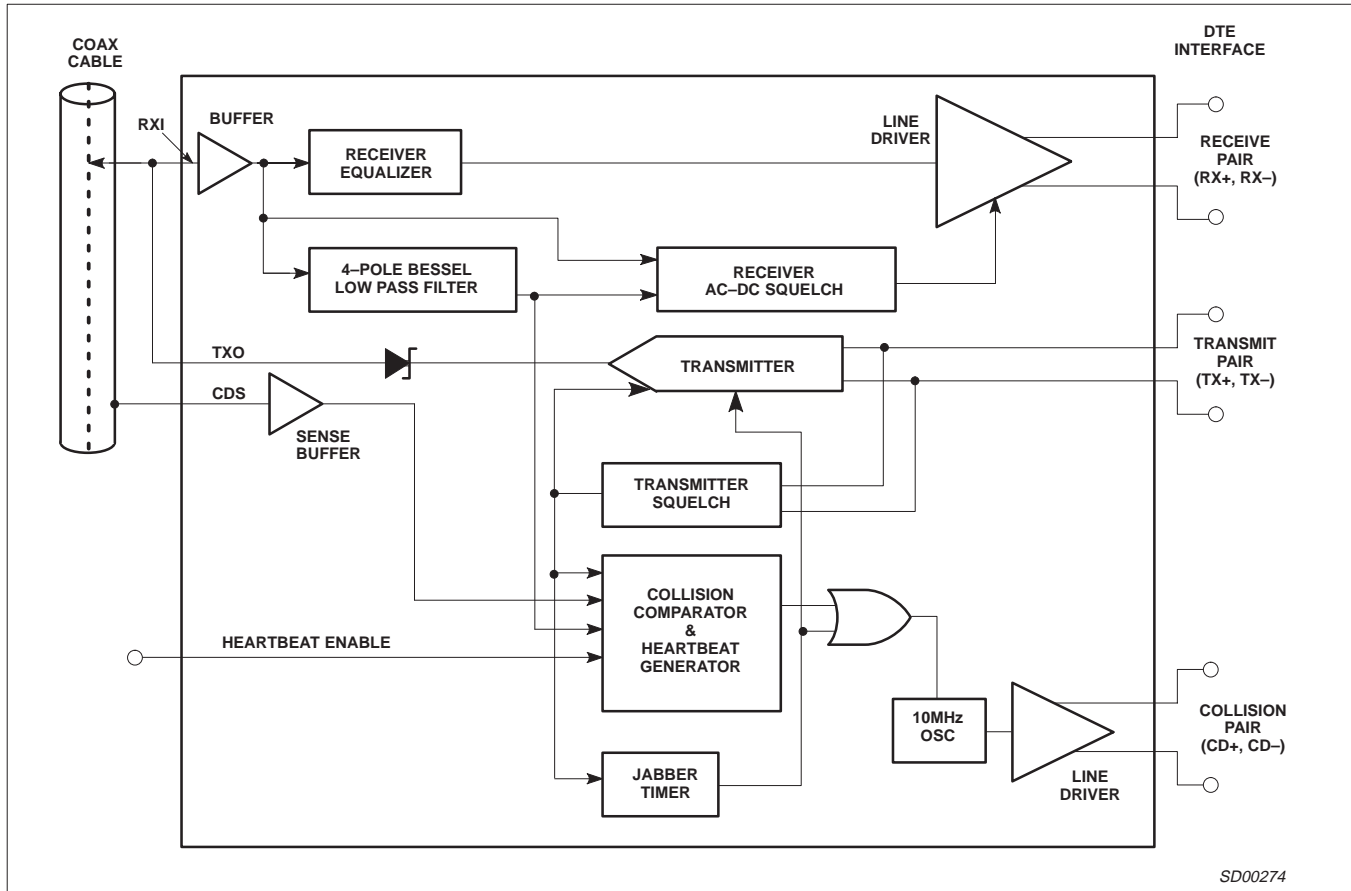 COAX
CABLE
DTE
INTERFACE
RXI
BUFFER
RECEIVER
EQUALIZER
LINE
DRIVER
RECEIVE
PAIR
(RX+, RX–)
4–POLE BESSEL
LOW PASS FILTER
RECEIVER
AC–DC SQUELCH
TXO
TRANSMITTER
TRANSMIT
PAIR
(TX+, TX–)
CDS
SENSE
BUFFER
TRANSMITTER
SQUELCH
COLLISION
COMPARATOR
&
HEARTBEAT
GENERATOR
HEARTBEAT ENABLE
10MHz
OSC
COLLISION
PAIR
(CD+, CD–)
JABBER
TIMER
LINE
DRIVER
SD00274